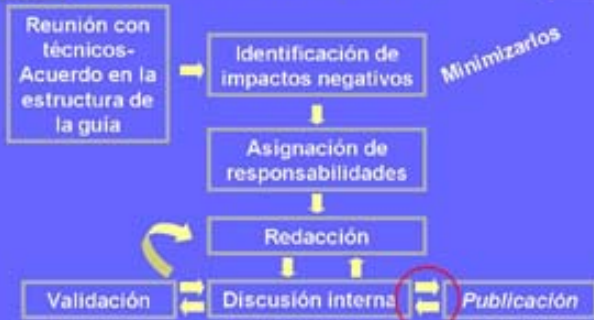 Reunión con
técnicos-
Acuerdo en la
estructura de
la guía
Identificación de
impactos negativos
Minimizarlos
Asignación de
responsabilidades
Redacción
Validación
Discusión interna
Publicación